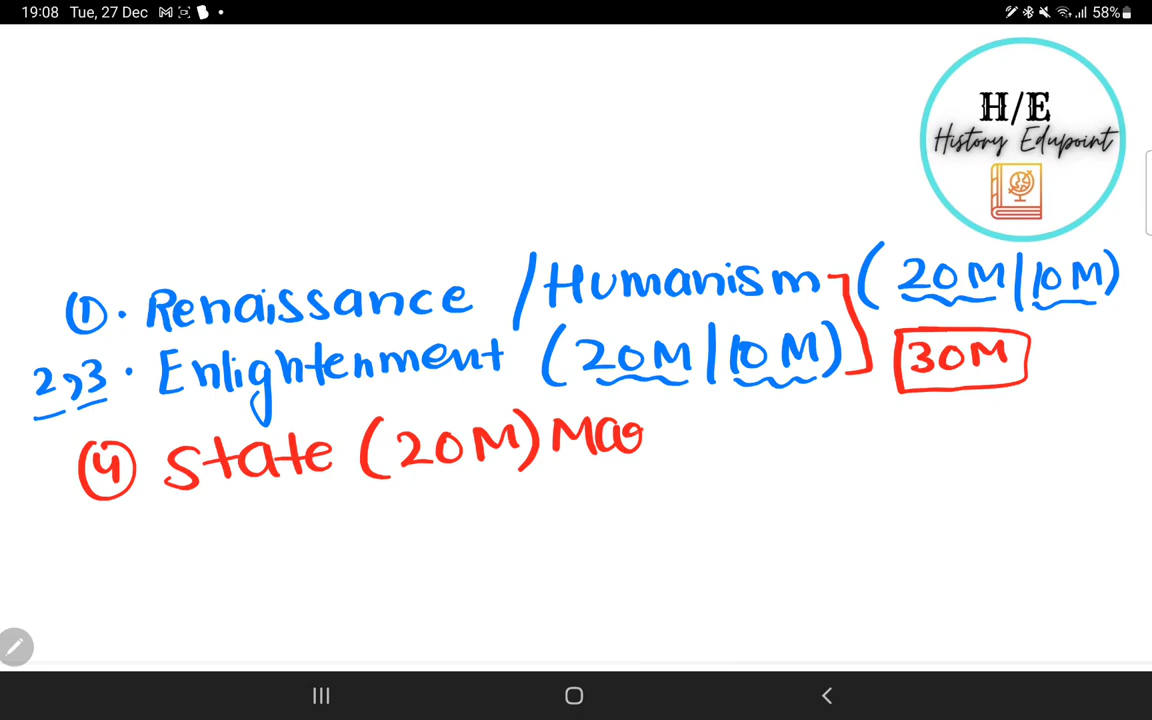 19:08 Tue, 27 Dec
58%
H/E
History Edupoint
①. Renaissance /Humanism (20M|10M)
2,3. Enlightenment (20M|10M) 30M
④ State (20M)